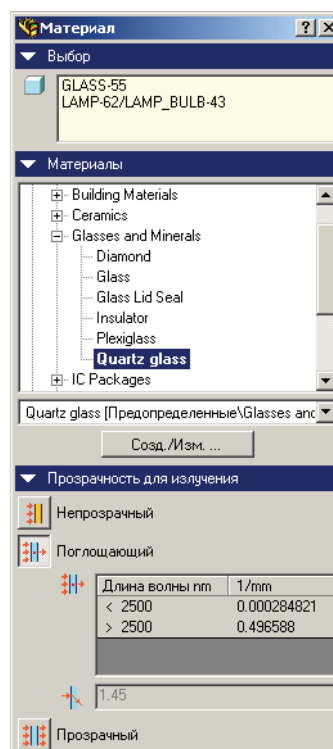 Материал
Выбор
GLASS-55
LAMP-62/LAMP_BULB-43
Материалы
Building Materials
Ceramics
Glasses and Minerals
Diamond
Glass
Glass Lid Seal
Insulator
Plexiglass
Quartz glass
IC Packages
Quartz glass [Предопределенные\Glasses anc
Созд./Изм. ...
Прозрачность для излучения
Непрозрачный
Поглощающий
Длина волны nm 1/mm
< 2500 0.000284821
> 2500 0.496588
1.45
Прозрачный